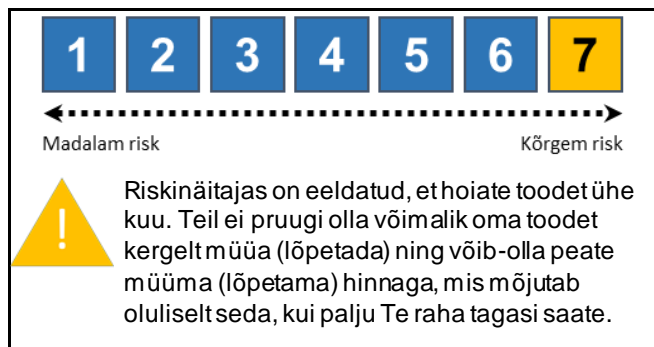 1 2 3 4 5 6 7
Madalam risk Kõrgem risk
!
Riskinäitajas on eeldatud, et hoiate toodet ühe
kuu. Teil ei pruugi olla võimalik oma toodet
kergelt müüa (lõpetada) ning võib-olla peate
müüma (lõpetama) hinnaga, mis mõjutab
oluliselt seda, kui palju Te raha tagasi saate.